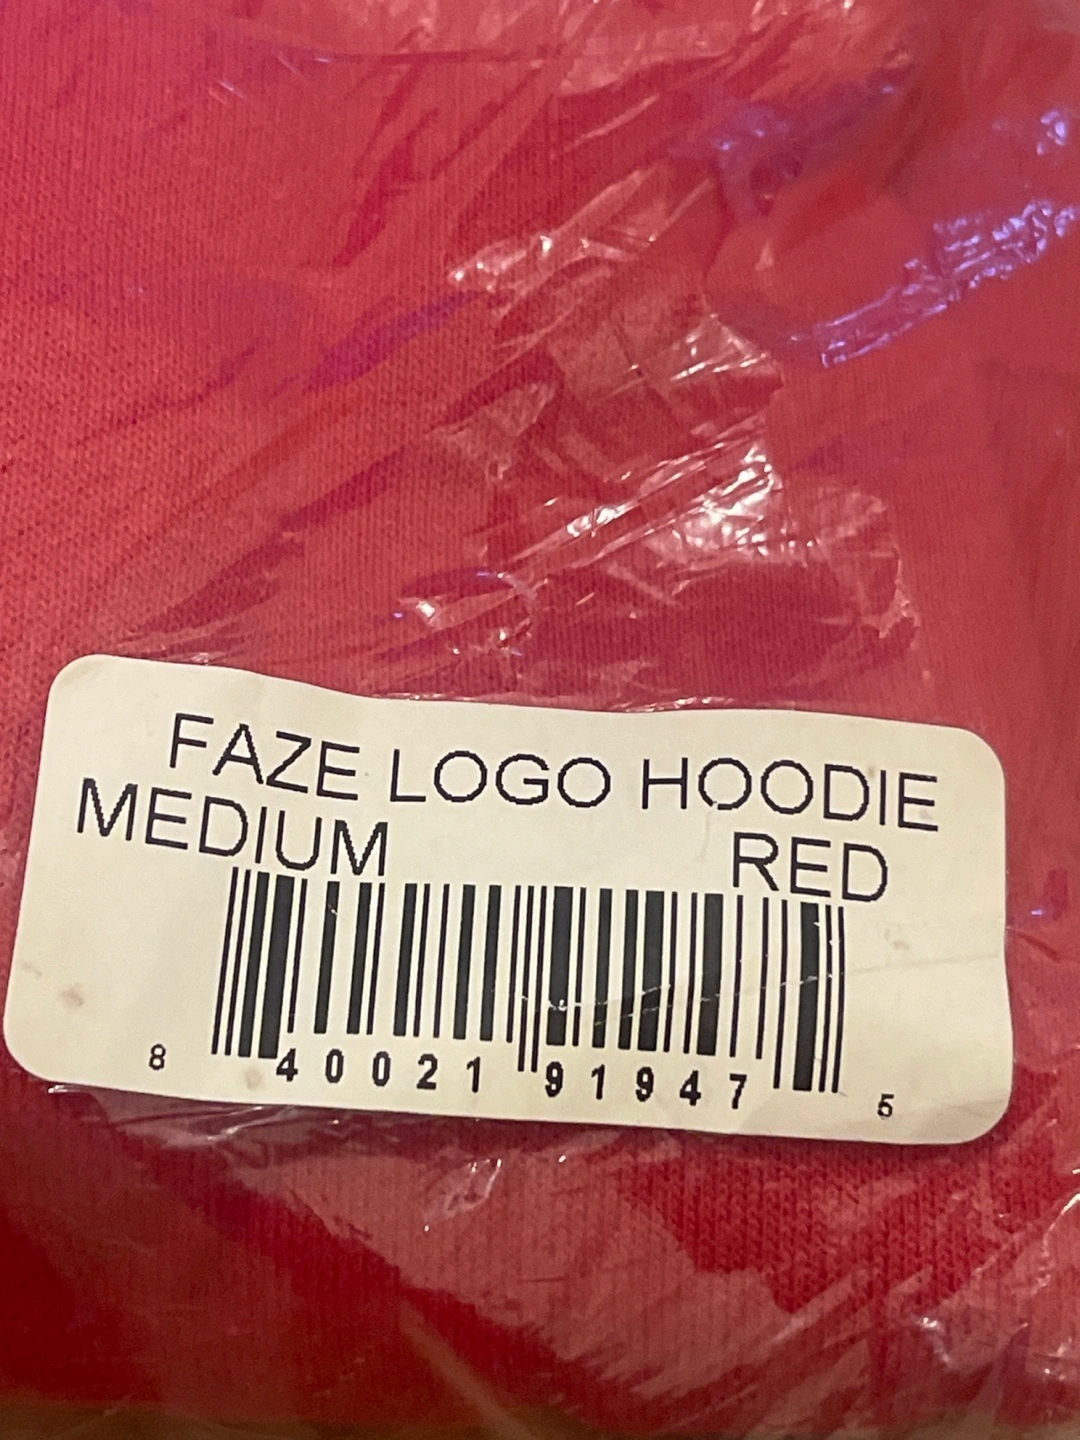 FAZE LOGO HOODIE
MEDIUM RED
8 40021 91947 5